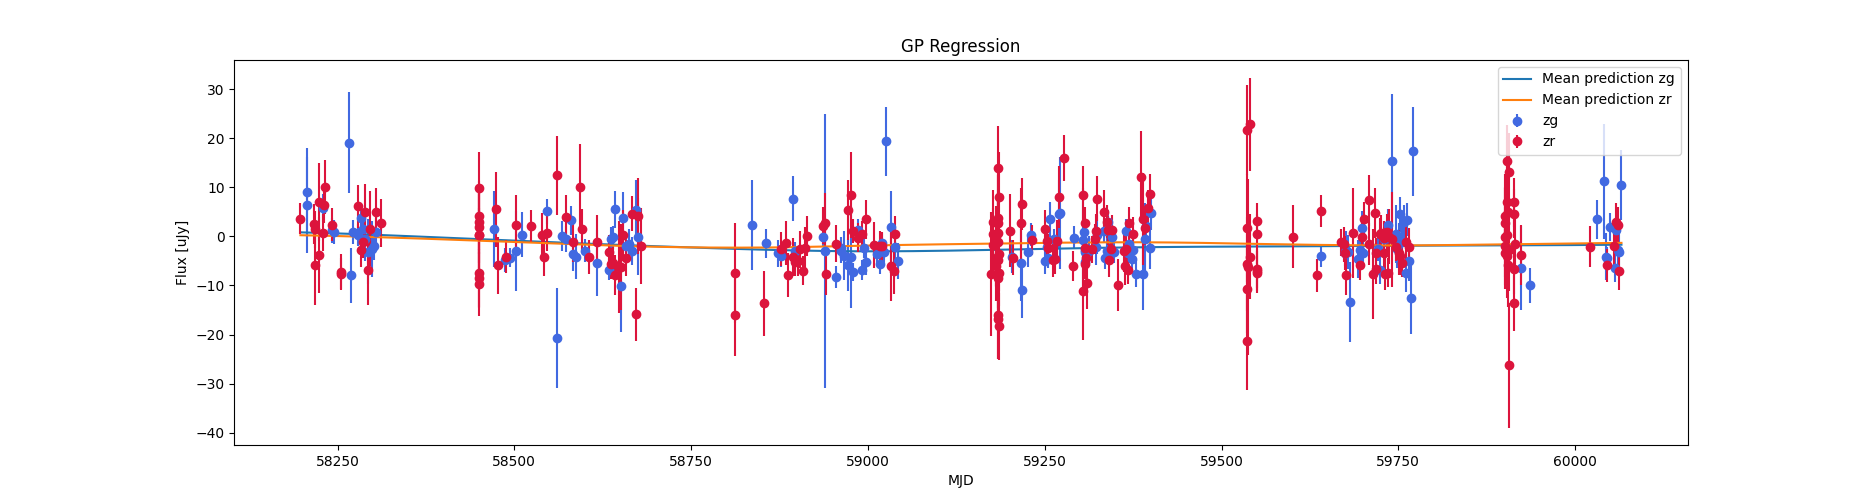 GP Regression
Flux [uJy]
30
20
10
0
−10
−20
−30
−40
58250
58500
58750
59000
59250
59500
59750
60000
MJD
Mean prediction zg
Mean prediction zr
zg
zr